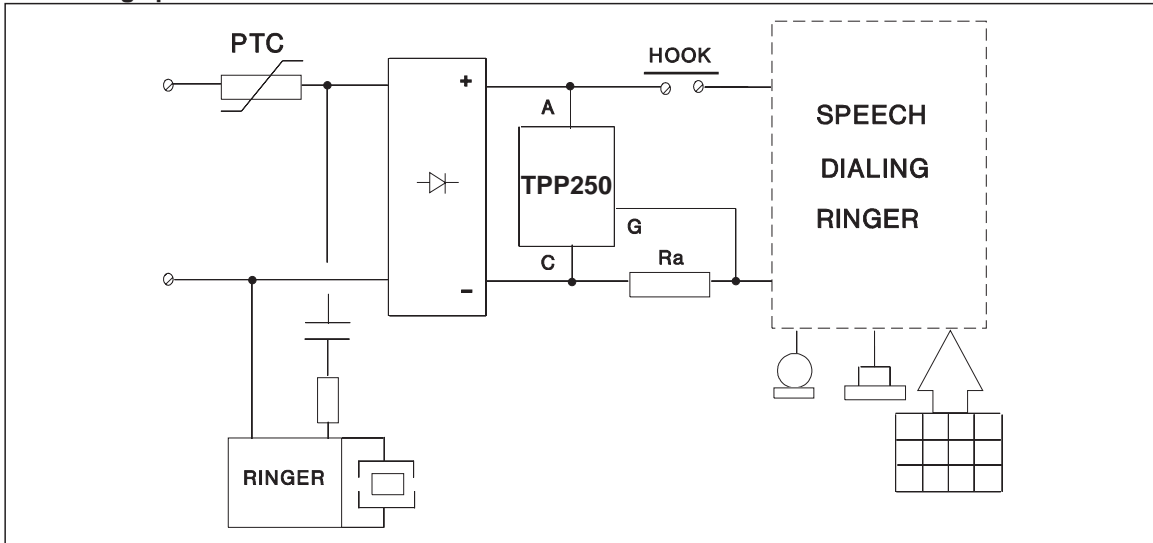 PTC
HOOK
+
A
SPEECH
DIALING
TPP250
RINGER
G
C
Ra
–
RINGER